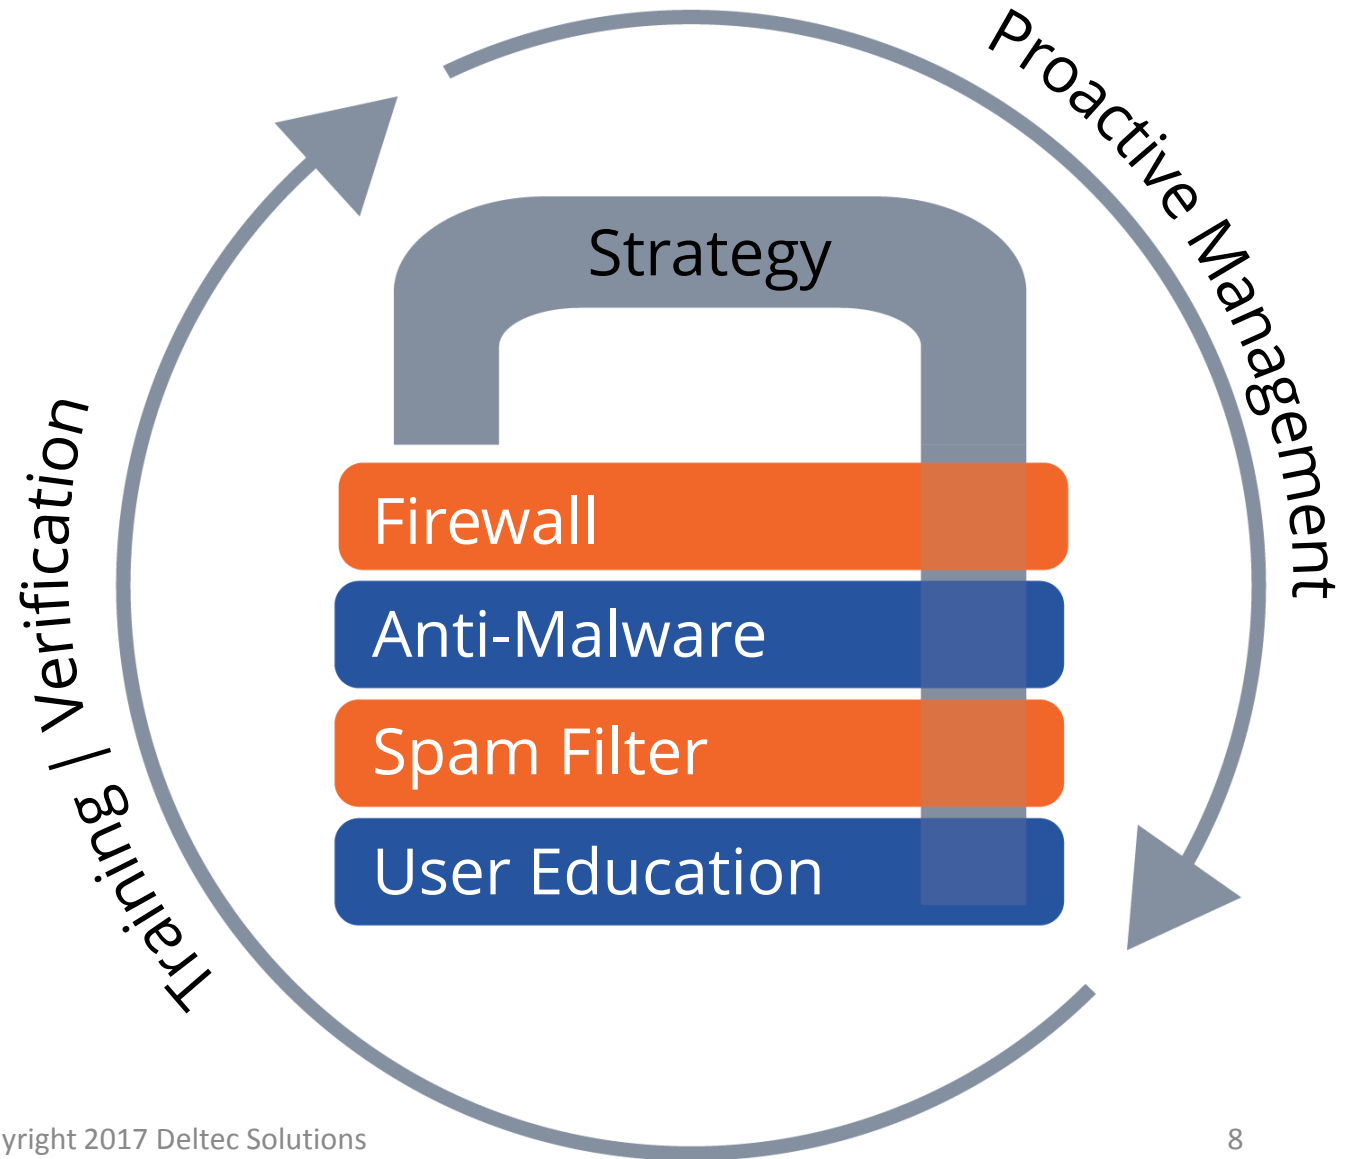 Proactive Management
Strategy
Firewall
Anti-Malware
Spam Filter
User Education
Training | Verification
yright 2017 Deltec Solutions
8